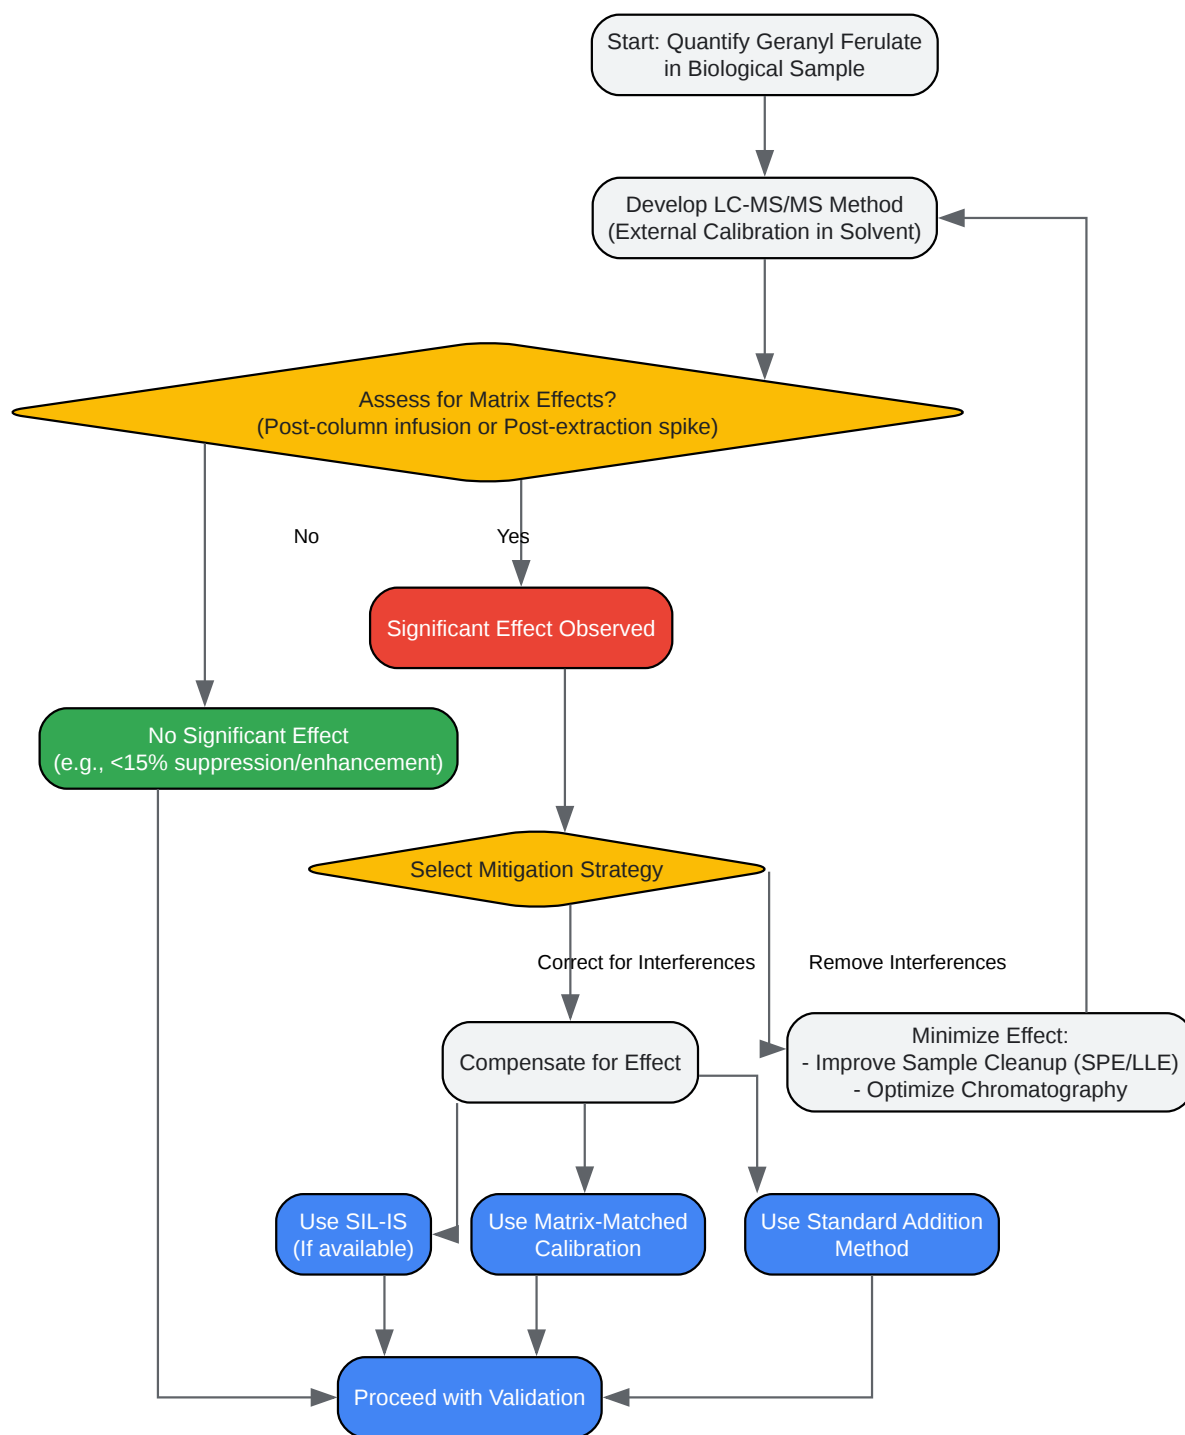 Start: Quantify Geranyl Ferulate
in Biological Sample
Develop LC-MS/MS Method
(External Calibration in Solvent)
Assess for Matrix Effects?
(Post-column infusion or Post-extraction spike)
No
Yes
Significant Effect Observed
No Significant Effect
(e.g., <15% suppression/enhancement)
Select Mitigation Strategy
Correct for Interferences
Remove Interferences
Compensate for Effect
Minimize Effect:
- Improve Sample Cleanup (SPE/LLE)
- Optimize Chromatography
Use SIL-IS
(If available)
Use Matrix-Matched
Calibration
Use Standard Addition
Method
Proceed with Validation